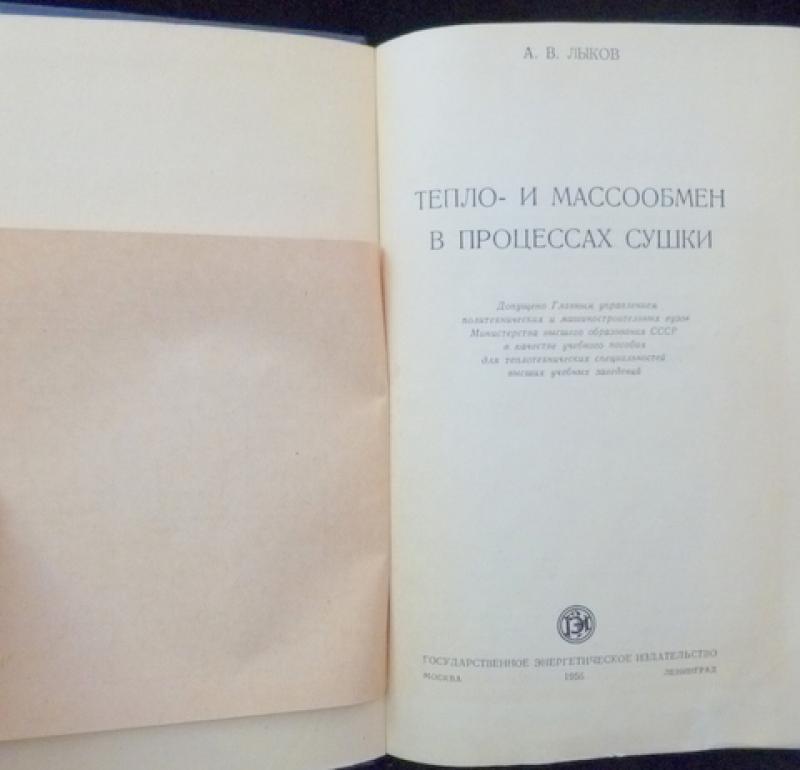 А. В. ЛЫКОВ
ТЕПЛО- И МАССООБМЕН
В ПРОЦЕССАХ СУШКИ
Допущено Главным управлением
политехнических и машиностроительных вузов
Министерства высшего образования СССР
в качестве учебного пособия
для теплотехнических специальностей
высших учебных заведений
ГЭИ
ГОСУДАРСТВЕННОЕ ЭНЕРГЕТИЧЕСКОЕ ИЗДАТЕЛЬСТВО
МОСКВА 1956 ЛЕНИНГРАД